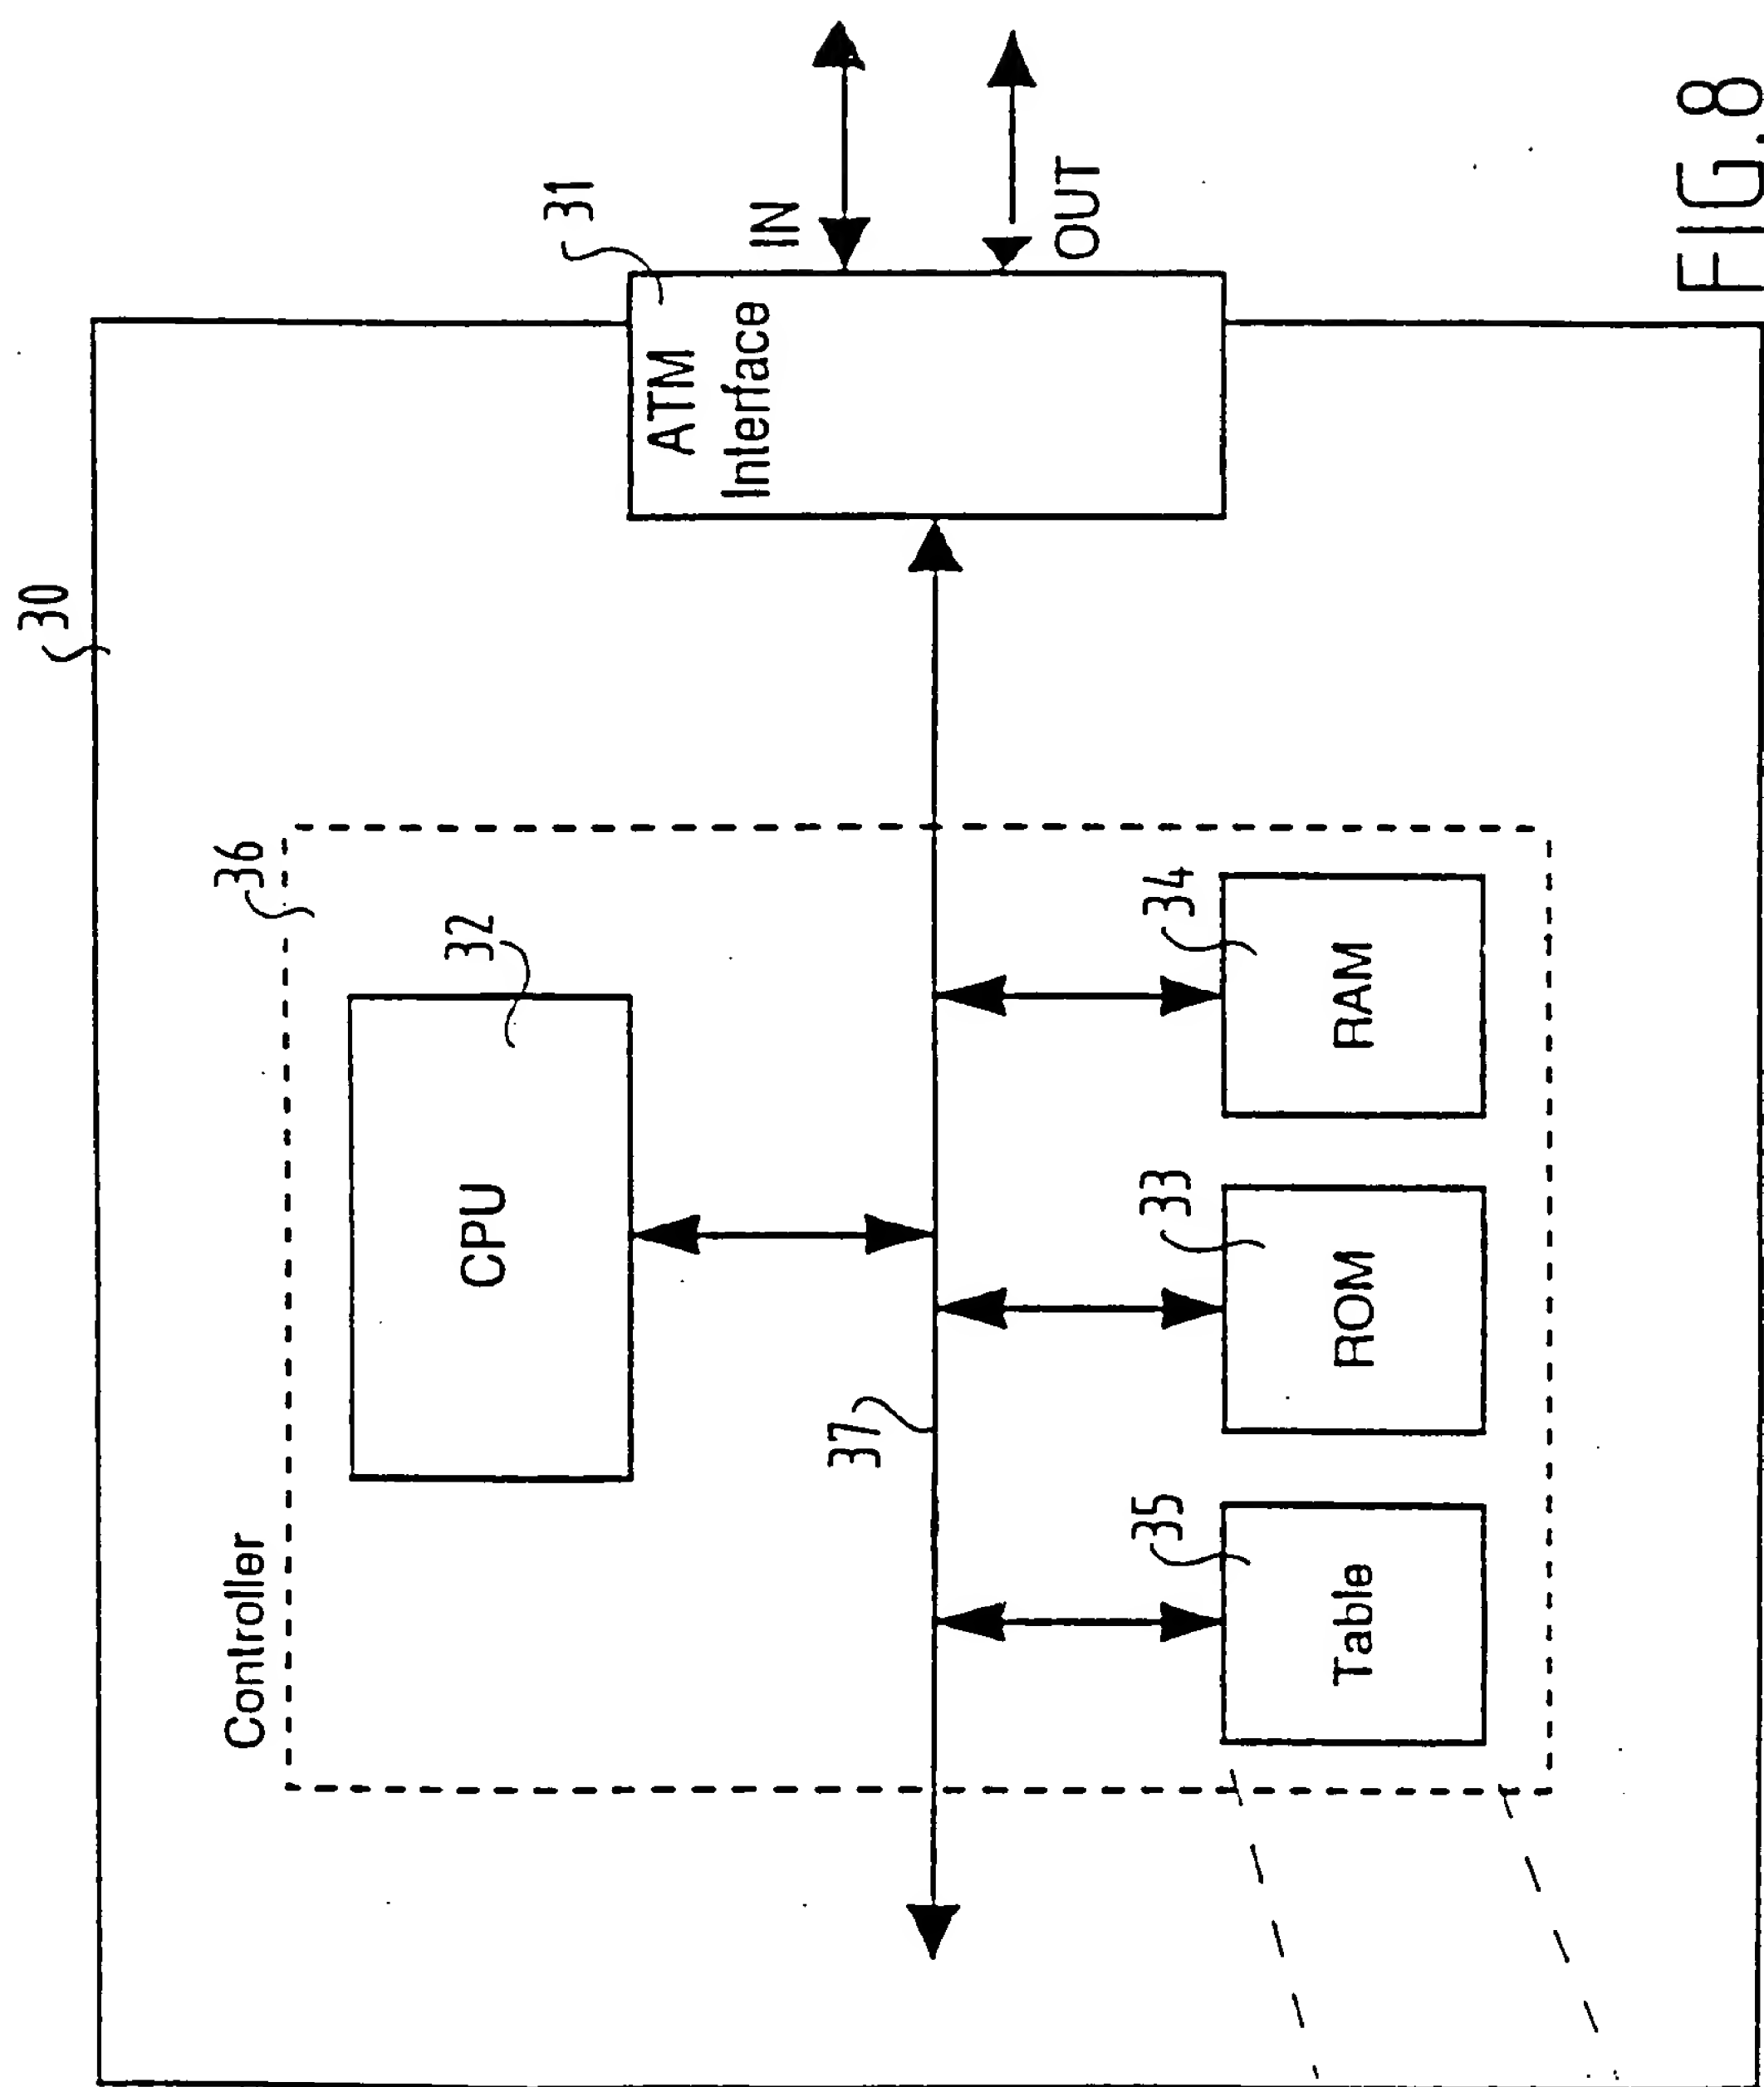 30
Controller
36
CPU
32
37
Table
35
ROM
33
RAM
34
ATM
Interface
31
IN
OUT
FIG.8